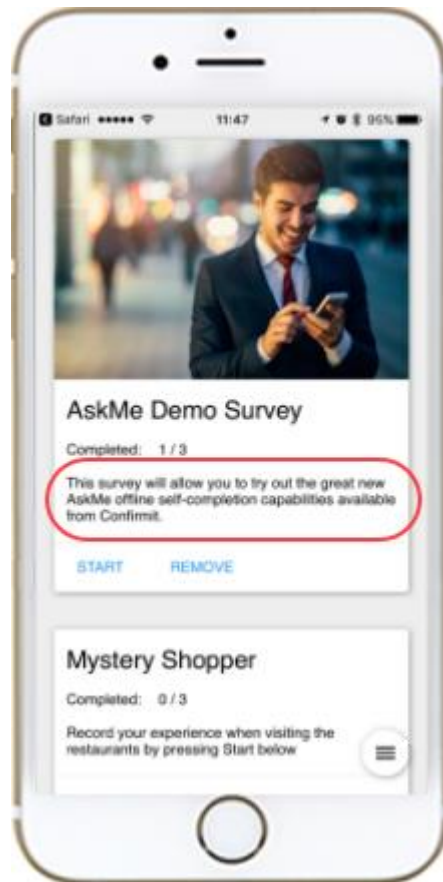 Safari 11:47 95%
AskMe Demo Survey
Completed: 1 / 3
This survey will allow you to try out the great new
AskMe offline self-completion capabilities available
from Confirmit.
START REMOVE
Mystery Shopper
Completed: 0 / 3
Record your experience when visiting the
restaurants by pressing Start below